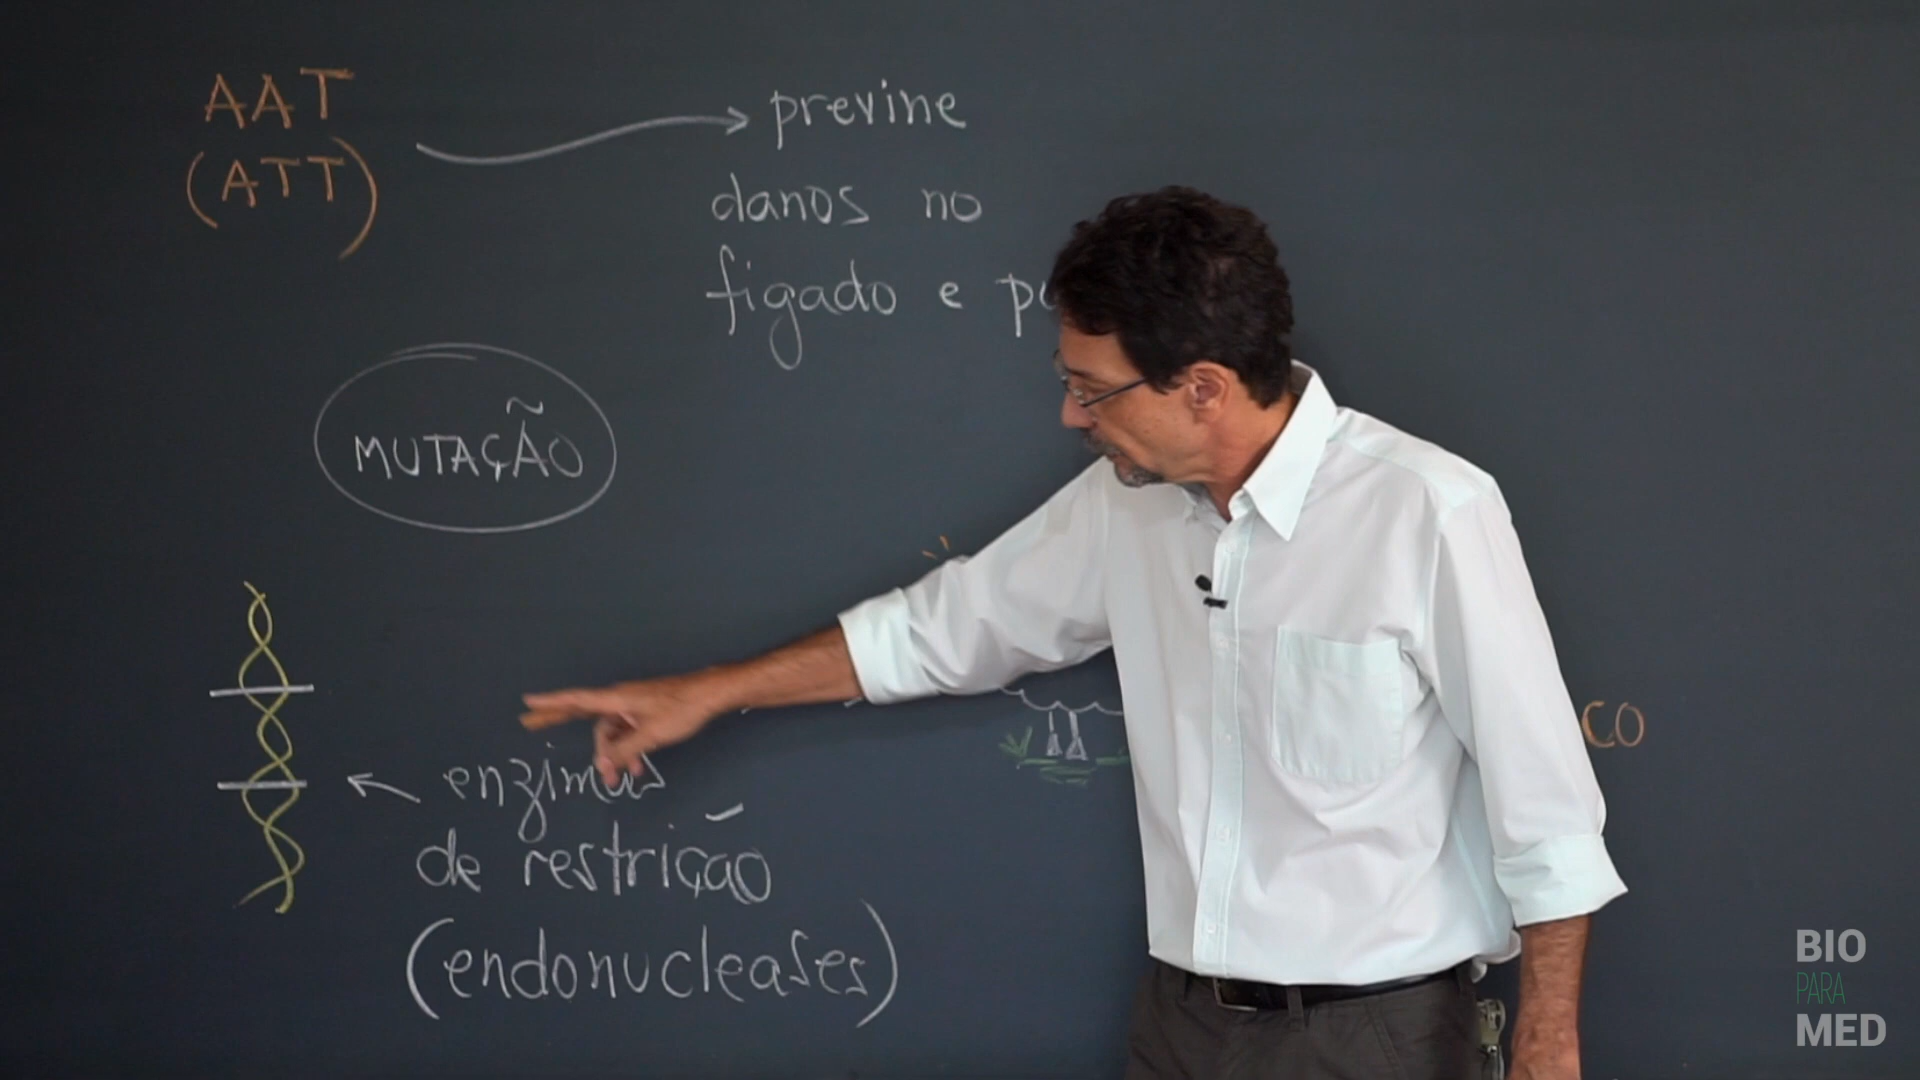 AAT
(ATT)
previne
danos no
figado e
MUTAÇÃO
enzimas
de restrição
(endonucleases)
CO
BIO
PARA
MED